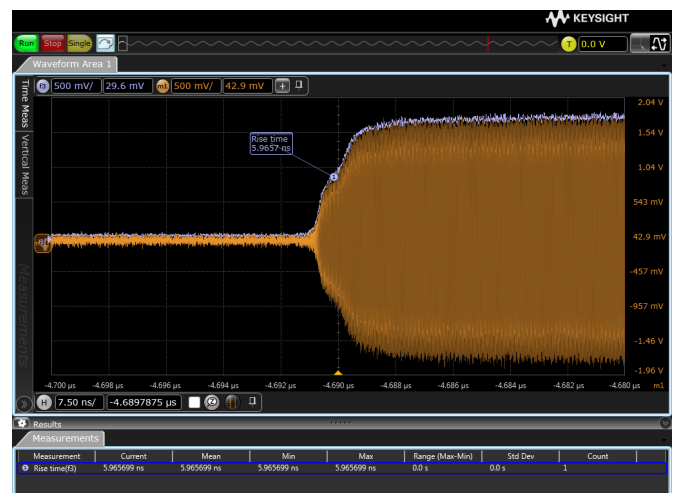 KEYSIGHT
Run Stop Single T 0.0 V
Waveform Area 1
Time Meas
Vertical Meas
Measurements
f3 500 mV/ 29.6 mV m1 500 mV/ 42.9 mV +
2.04 V
1.54 V
1.04 V
543 mV
42.9 mV
-457 mV
-957 mV
-1.46 V
-1.96 V
Rise time
5.9657 ns
-4.700 µs -4.698 µs -4.696 µs -4.694 µs -4.692 µs -4.690 µs -4.688 µs -4.686 µs -4.684 µs -4.682 µs -4.680 µs m1
H 7.50 ns/ -4.6897875 µs Z
Results
Measurements
Measurement Current Mean Min Max Range (Max-Min) Std Dev Count
Rise time(f3) 5.965699 ns 5.965699 ns 5.965699 ns 5.965699 ns 0.0 s 0.0 s 1